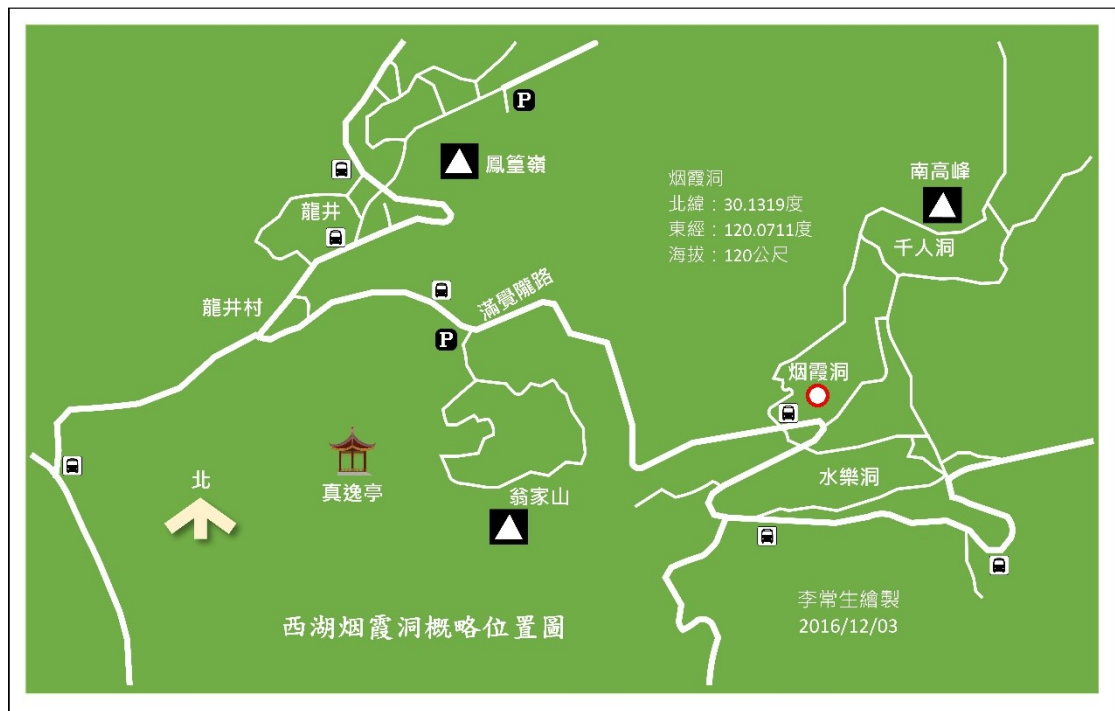 P
鳳篁嶺
龍井
烟霞洞
北緯：30.1319度
東經：120.0711度
海拔：120公尺
南高峰
千人洞
龍井村
滿覺隴路
P
烟霞洞
北
真逸亭
翁家山
水樂洞
西湖烟霞洞概略位置圖
李常生繪製
2016/12/03